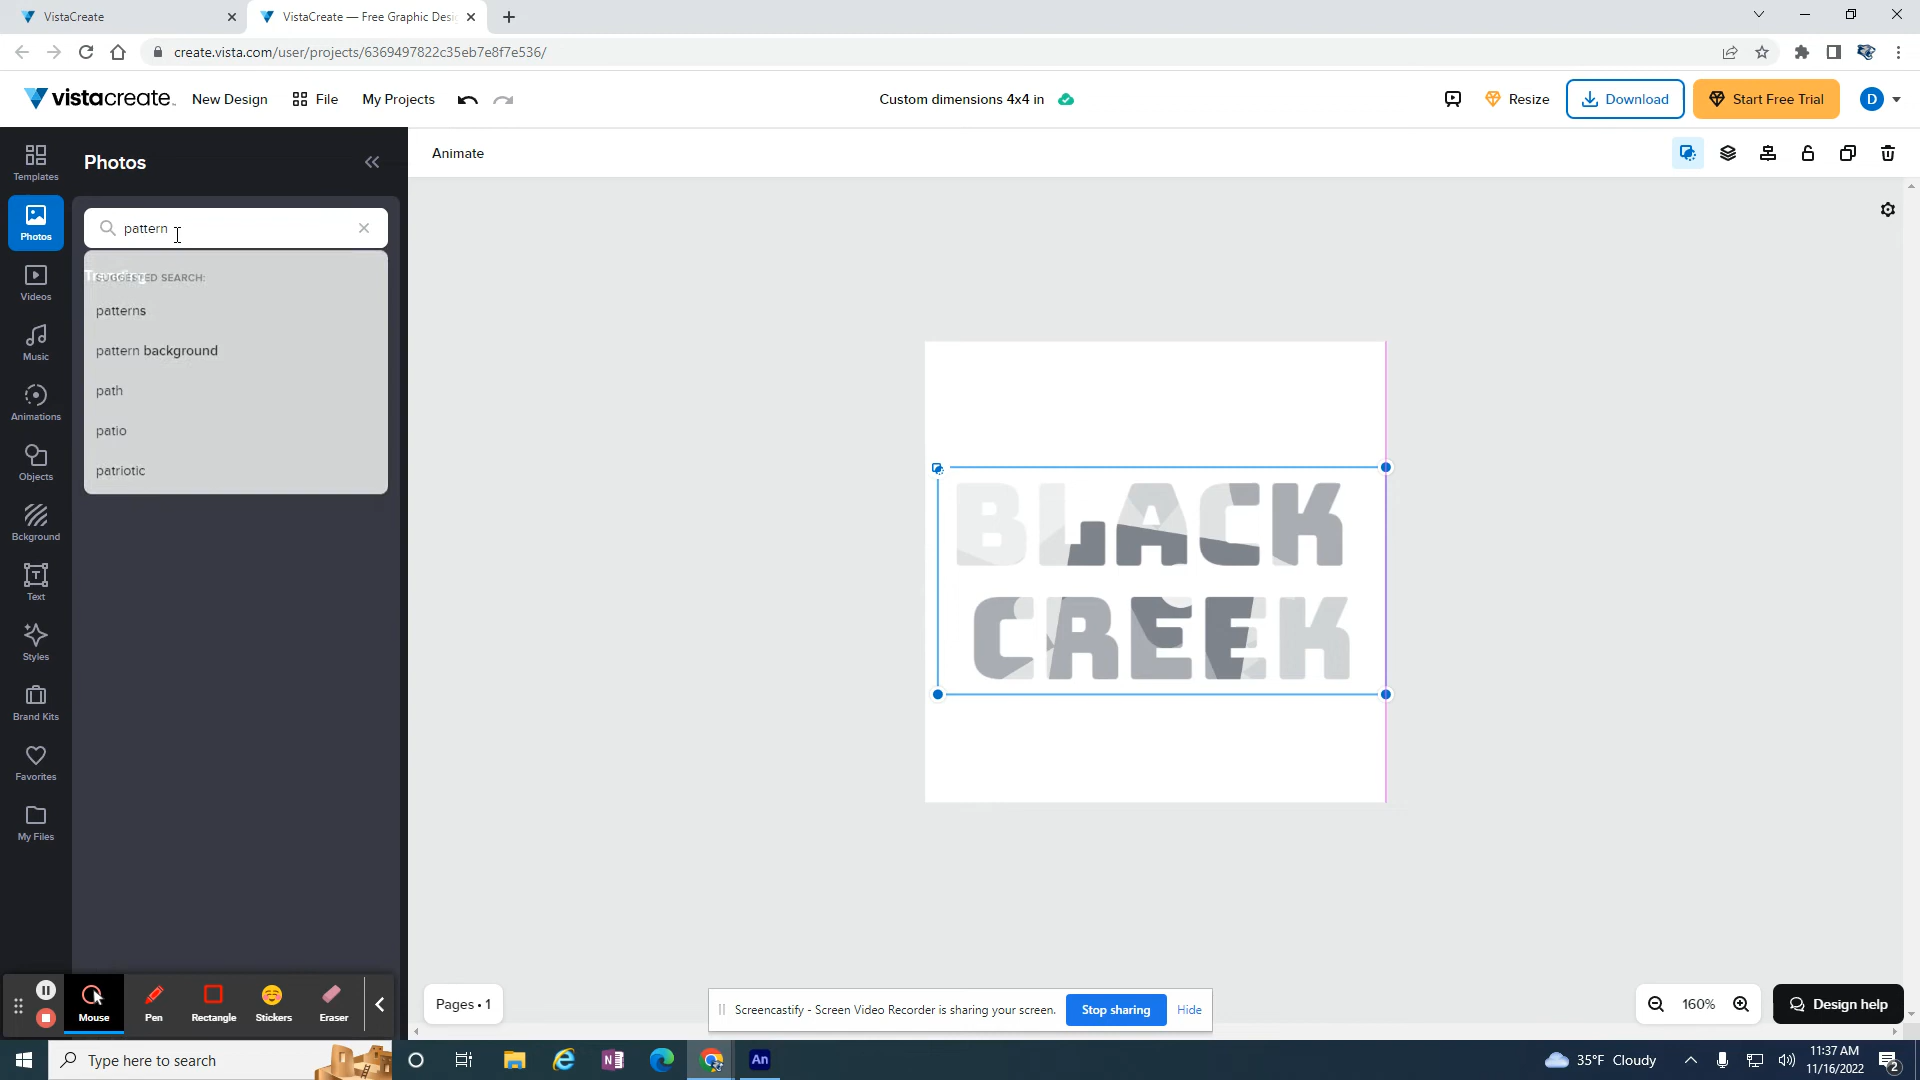 VistaCreate
VistaCreate — Free Graphic Desi
create.vista.com/user/projects/6369497822c35eb7e8f7e536/
vistacreate
New Design
File
My Projects
Custom dimensions 4x4 in
Resize
Download
Start Free Trial
D
Templates
Photos
Animate
Photos
pattern
SUGGESTED SEARCH:
patterns
pattern background
path
patio
patriotic
Videos
Music
Animations
Objects
Bckground
Text
Styles
Brand Kits
Favorites
My Files
BLACK
CREEK
Mouse
Pen
Rectangle
Stickers
Eraser
Pages • 1
Screencastify - Screen Video Recorder is sharing your screen.
Stop sharing
Hide
160%
Design help
Type here to search
N
An
35°F Cloudy
11:37 AM
11/16/2022
2